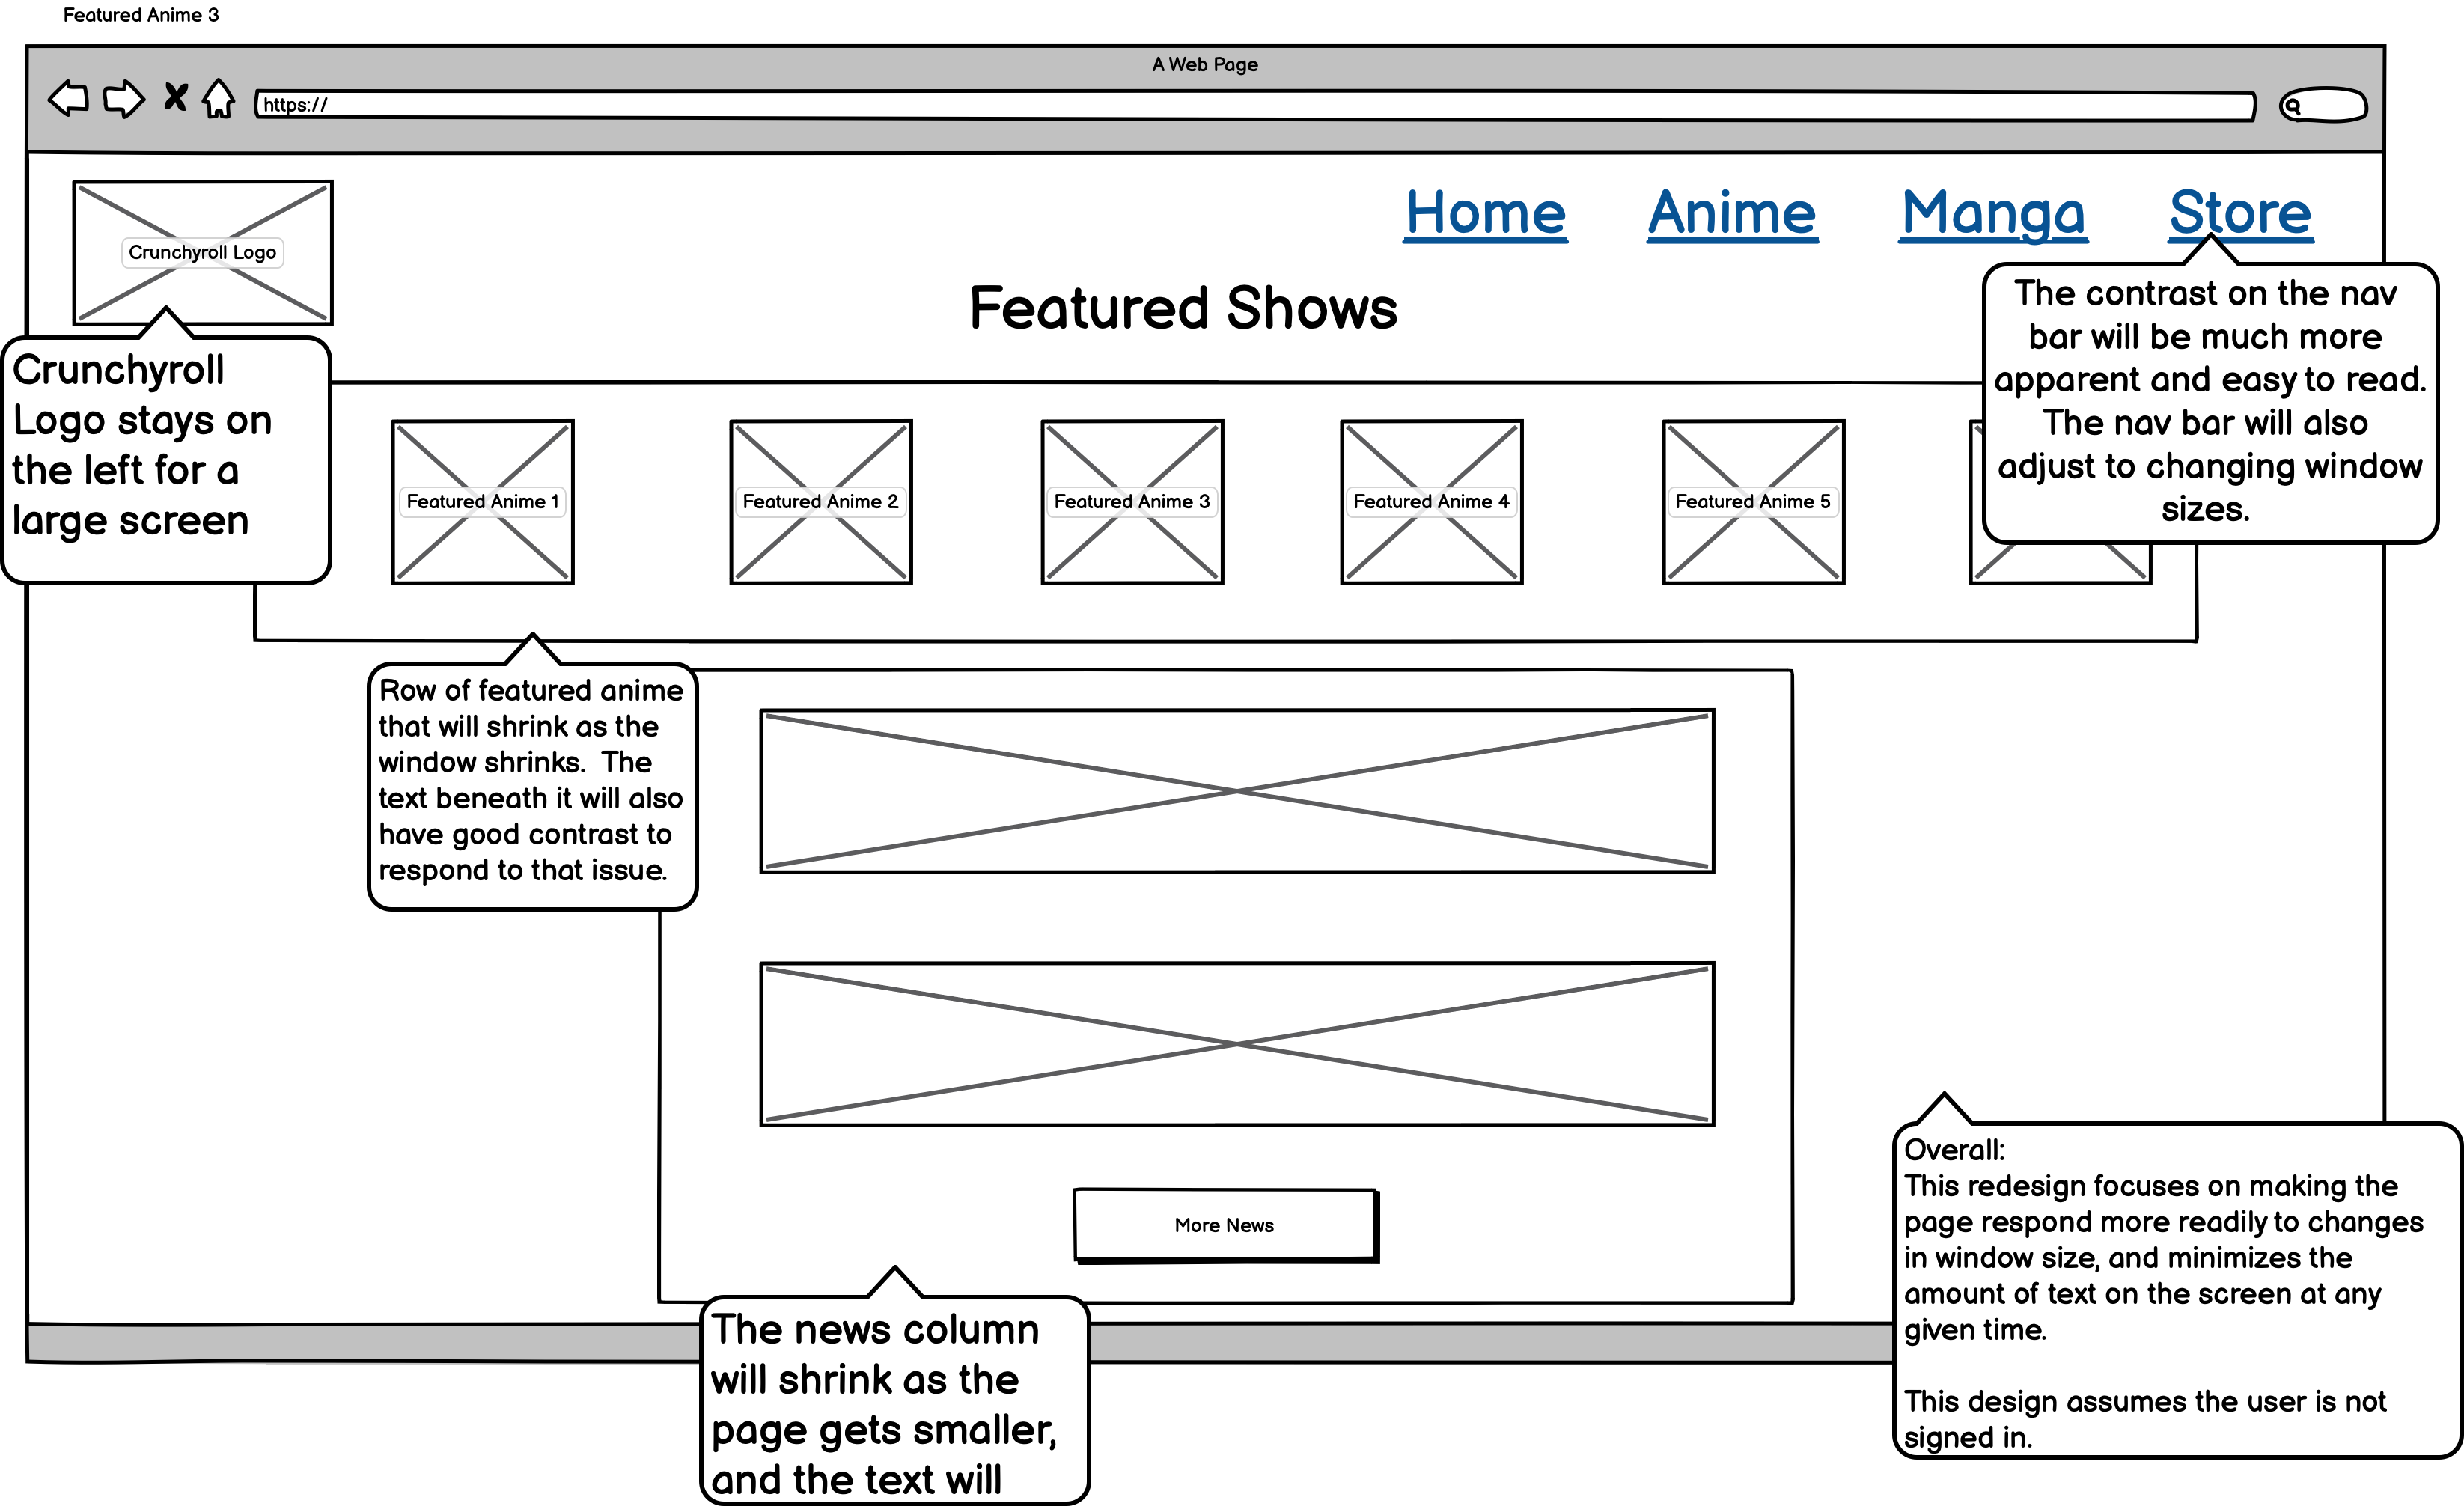 Featured Anime 3
A Web Page
https://
Crunchyroll Logo
Home Anime Manga Store
Featured Shows
The contrast on the nav
bar will be much more
apparent and easy to read.
The nav bar will also
adjust to changing window
sizes.
Crunchyroll
Logo stays on
the left for a
large screen
Featured Anime 1
Featured Anime 2
Featured Anime 3
Featured Anime 4
Featured Anime 5
Row of featured anime
that will shrink as the
window shrinks. The
text beneath it will also
have good contrast to
respond to that issue.
More News
The news column
will shrink as the
page gets smaller,
and the text will
Overall:
This redesign focuses on making the
page respond more readily to changes
in window size, and minimizes the
amount of text on the screen at any
given time.
This design assumes the user is not
signed in.